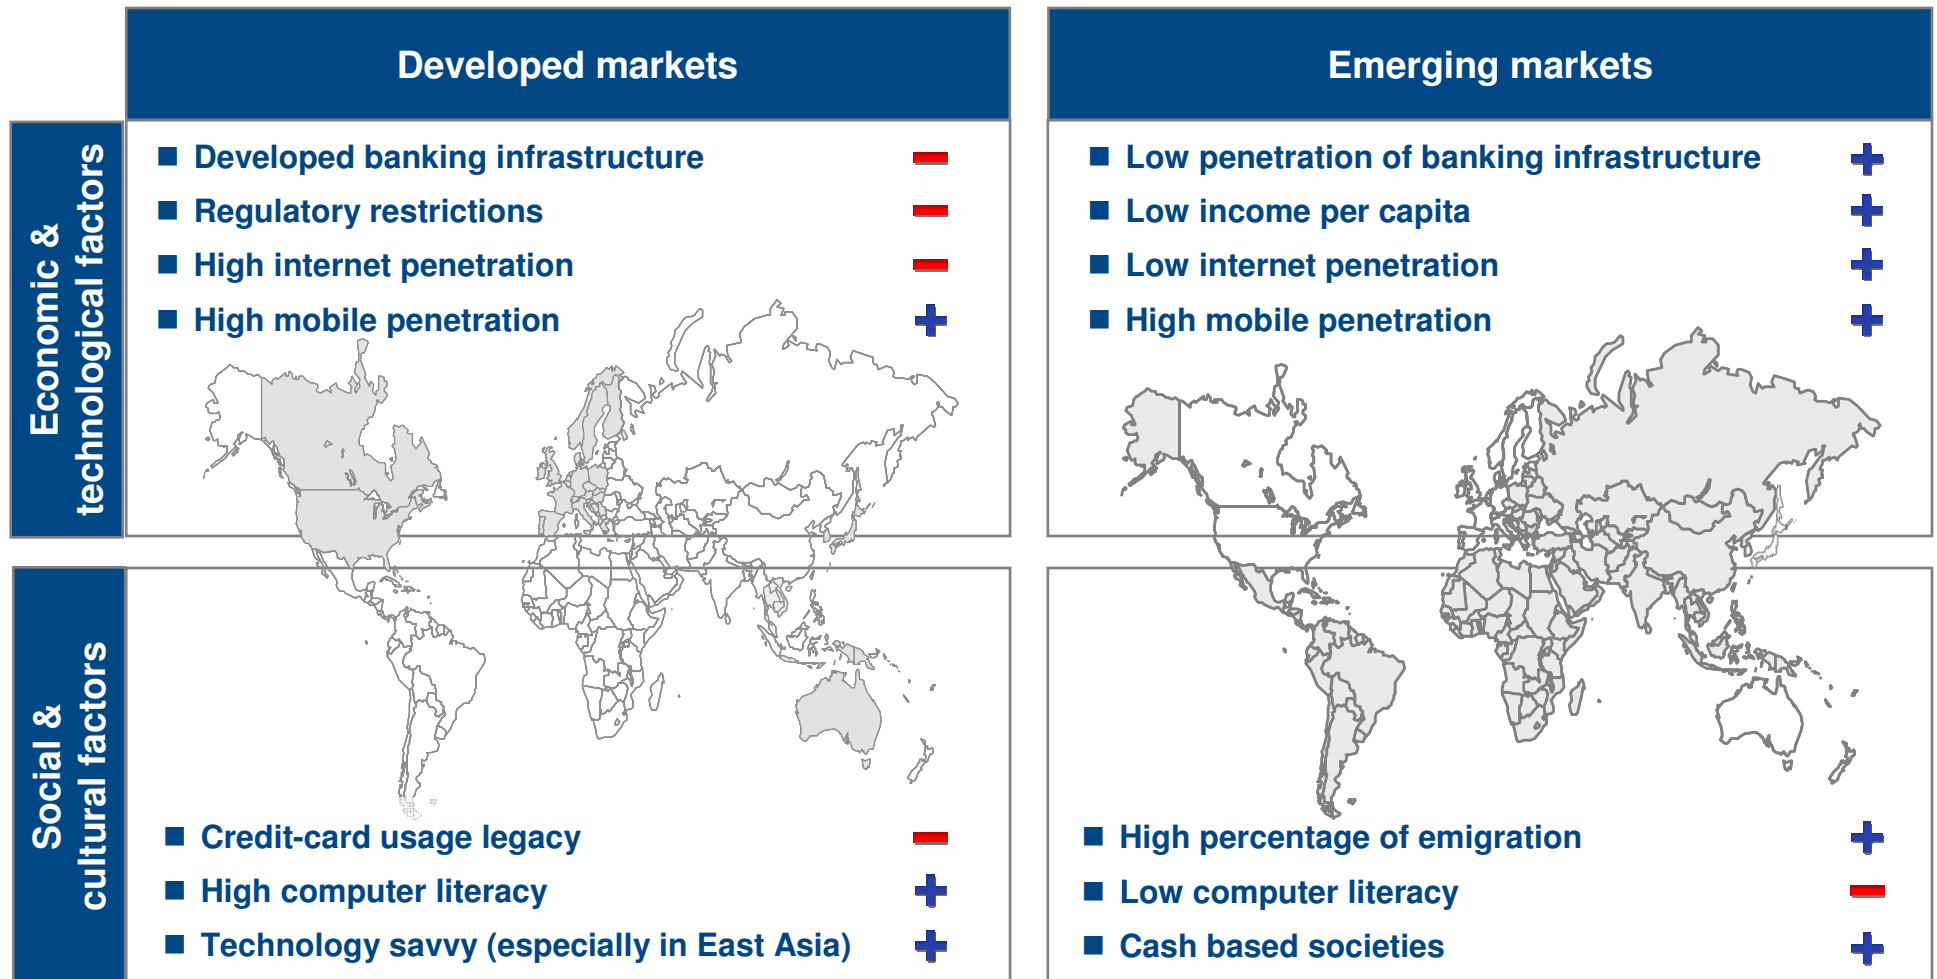 Developed markets
Emerging markets
Economic &
technological factors
■ Developed banking infrastructure −
■ Regulatory restrictions −
■ High internet penetration −
■ High mobile penetration +
■ Low penetration of banking infrastructure +
■ Low income per capita +
■ Low internet penetration +
■ High mobile penetration +
Social &
cultural factors
■ Credit-card usage legacy −
■ High computer literacy +
■ Technology savvy (especially in East Asia) +
■ High percentage of emigration +
■ Low computer literacy −
■ Cash based societies +